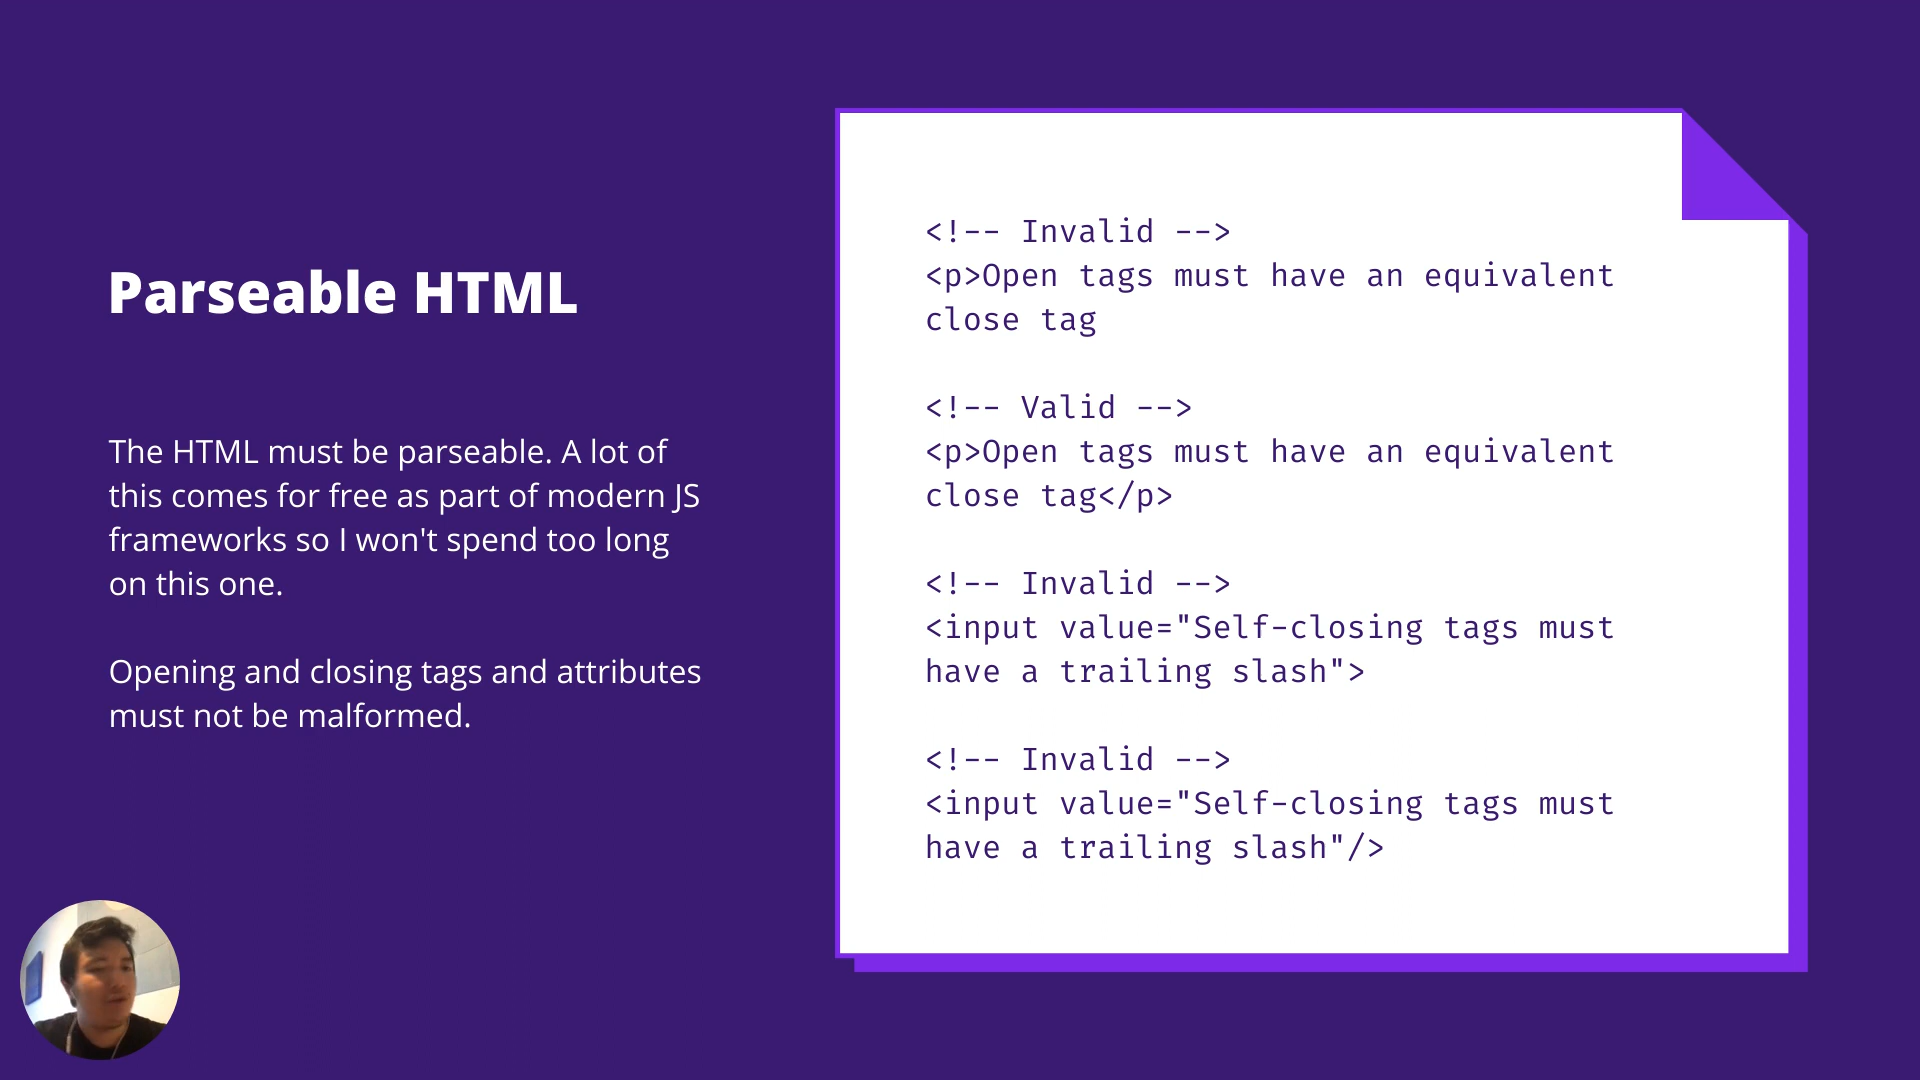 Parseable HTML
The HTML must be parseable. A lot of
this comes for free as part of modern JS
frameworks so I won't spend too long
on this one.
Opening and closing tags and attributes
must not be malformed.
<!-- Invalid -->
<p>Open tags must have an equivalent
close tag
<!-- Valid -->
<p>Open tags must have an equivalent
close tag</p>
<!-- Invalid -->
<input value="Self-closing tags must
have a trailing slash">
<!-- Invalid -->
<input value="Self-closing tags must
have a trailing slash"/>